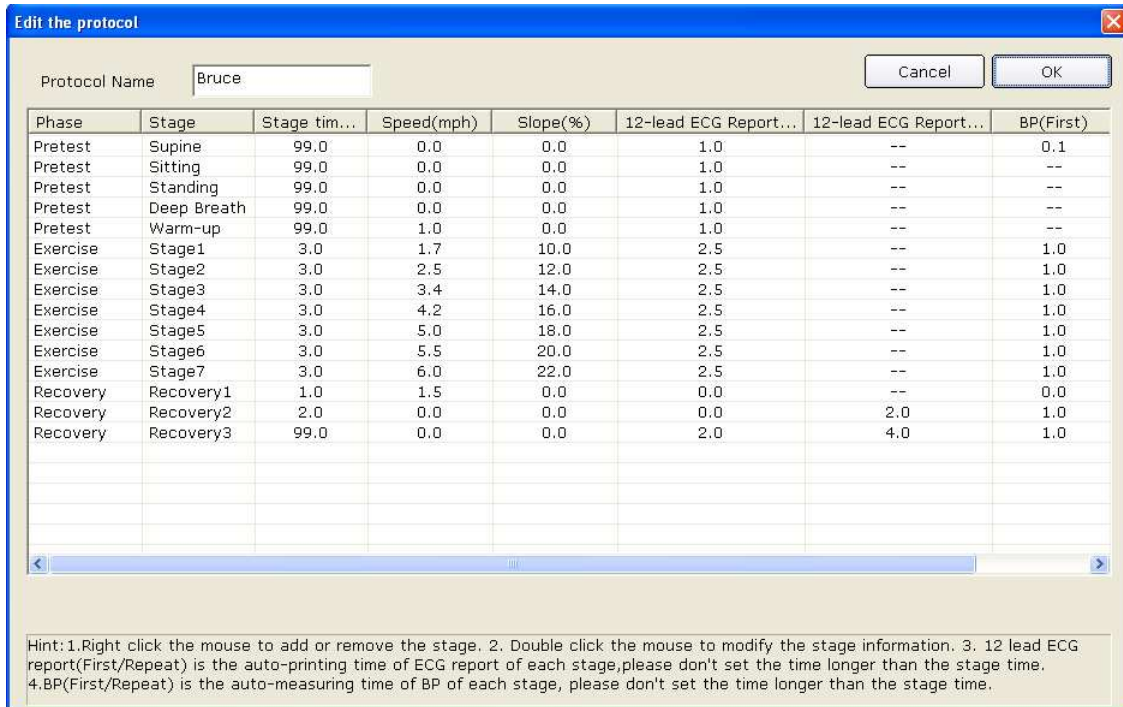 Edit the protocol
Protocol Name Bruce Cancel OK
Phase Stage Stage tim... Speed(mph) Slope(%) 12-lead ECG Report... 12-lead ECG Report... BP(First)
Pretest Supine 99.0 0.0 0.0 1.0 -- 0.1
Pretest Sitting 99.0 0.0 0.0 1.0 -- --
Pretest Standing 99.0 0.0 0.0 1.0 -- --
Pretest Deep Breath 99.0 0.0 0.0 1.0 -- --
Pretest Warm-up 99.0 1.0 0.0 1.0 -- --
Exercise Stage1 3.0 1.7 10.0 2.5 -- 1.0
Exercise Stage2 3.0 2.5 12.0 2.5 -- 1.0
Exercise Stage3 3.0 3.4 14.0 2.5 -- 1.0
Exercise Stage4 3.0 4.2 16.0 2.5 -- 1.0
Exercise Stage5 3.0 5.0 18.0 2.5 -- 1.0
Exercise Stage6 3.0 5.5 20.0 2.5 -- 1.0
Exercise Stage7 3.0 6.0 22.0 2.5 -- 1.0
Recovery Recovery1 1.0 1.5 0.0 0.0 -- 0.0
Recovery Recovery2 2.0 0.0 0.0 0.0 2.0 1.0
Recovery Recovery3 99.0 0.0 0.0 2.0 4.0 1.0
Hint:1.Right click the mouse to add or remove the stage. 2. Double click the mouse to modify the stage information. 3. 12 lead ECG
report(First/Repeat) is the auto-printing time of ECG report of each stage,please don't set the time longer than the stage time.
4.BP(First/Repeat) is the auto-measuring time of BP of each stage, please don't set the time longer than the stage time.